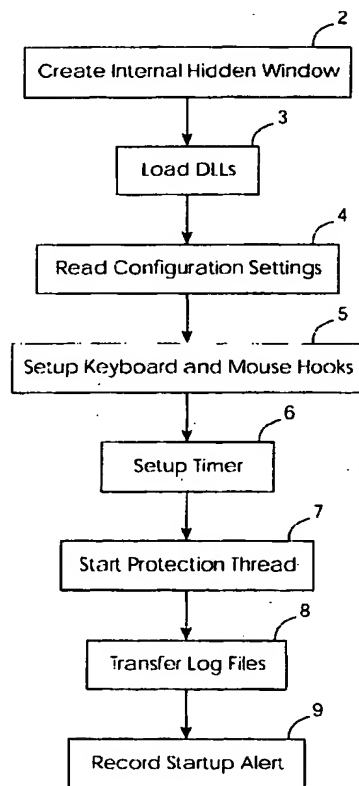 2
Create Internal Hidden Window
3
Load DLLs
4
Read Configuration Settings
5
Setup Keyboard and Mouse Hooks
6
Setup Timer
7
Start Protection Thread
8
Transfer Log Files
9
Record Startup Alert